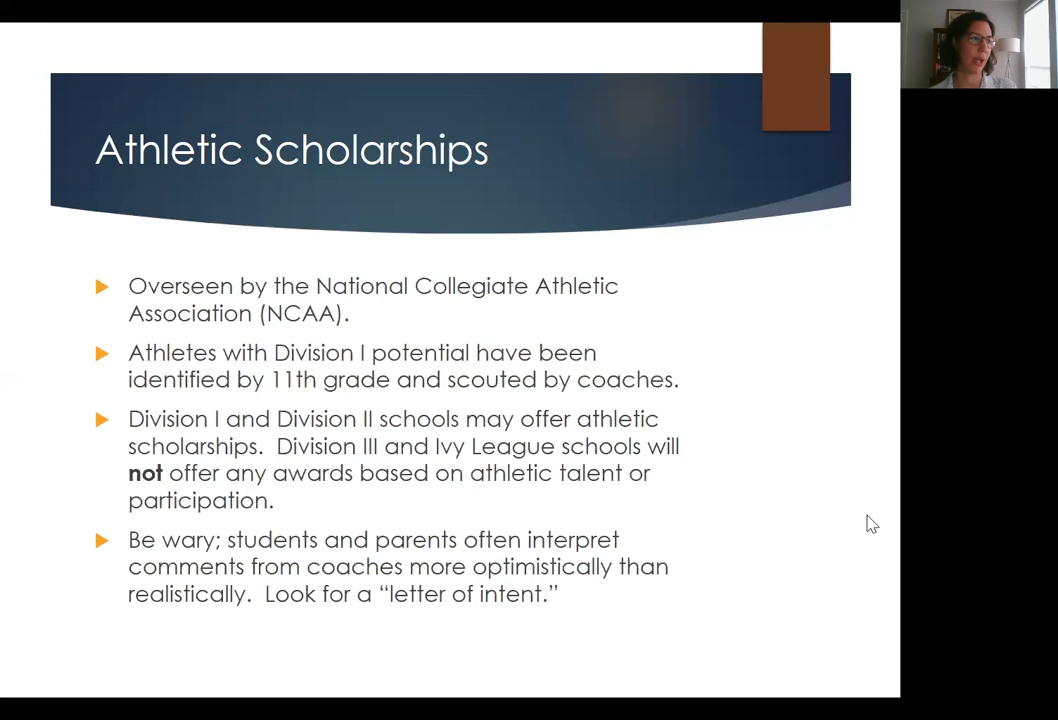 Athletic Scholarships
Overseen by the National Collegiate Athletic
Association (NCAA).
Athletes with Division I potential have been
identified by 11th grade and scouted by coaches.
Division I and Division II schools may offer athletic
scholarships.  Division III and Ivy League schools will
not offer any awards based on athletic talent or
participation.
Be wary; students and parents often interpret
comments from coaches more optimistically than
realistically.  Look for a “letter of intent.”